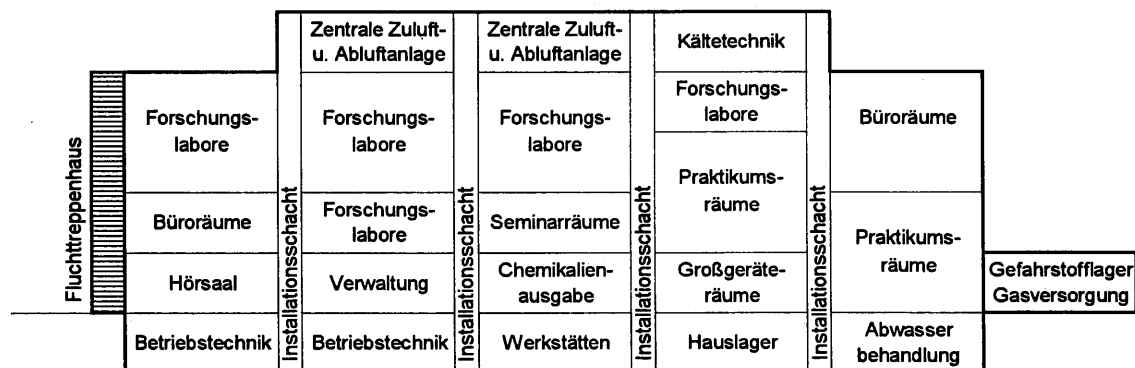 Zentrale Zuluft-
u. Abluftanlage
Zentrale Zuluft-
u. Abluftanlage
Kältetechnik
Fluchttreppenhaus
Forschungs-
labore
Installationsschacht
Forschungs-
labore
Installationsschacht
Forschungs-
labore
Installationsschacht
Forschungs-
labore
Installationsschacht
Büroräume
Praktikums-
räume
Büroräume
Forschungs-
labore
Seminarräume
Praktikums-
räume
Hörsaal
Verwaltung
Chemikalien-
ausgabe
Großgeräte-
räume
Gefahrstofflager
Gasversorgung
Betriebstechnik
Betriebstechnik
Werkstätten
Hauslager
Abwasser
behandlung